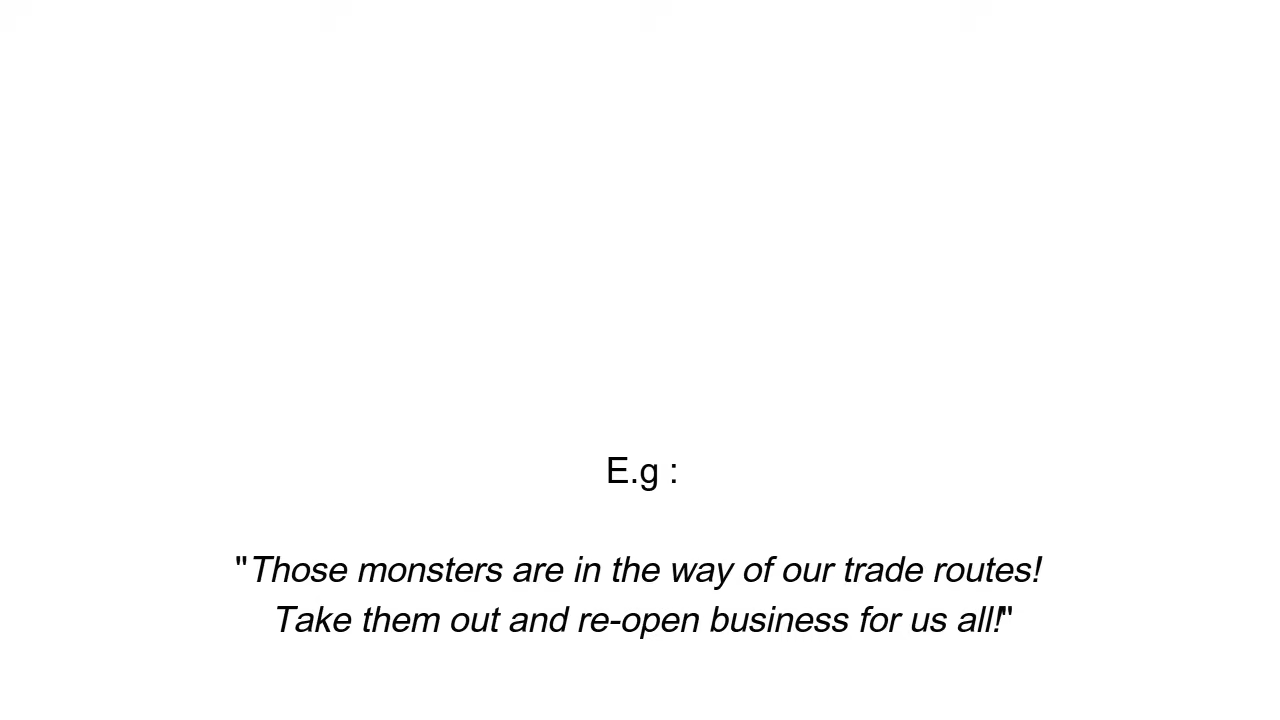 E.g :
"Those monsters are in the way of our trade routes!
Take them out and re-open business for us all!"